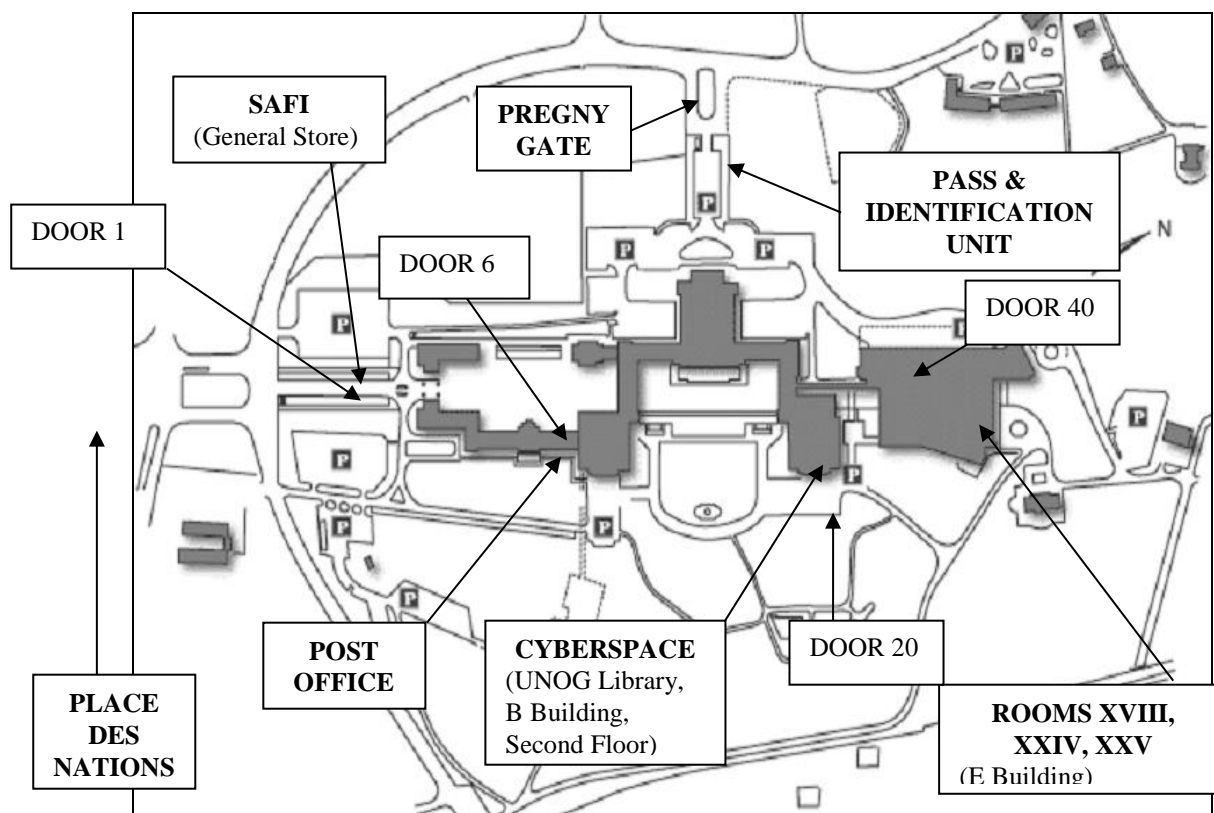 SAFI
(General Store)
PREGNY
GATE
PASS &
IDENTIFICATION
UNIT
DOOR 1
DOOR 6
N
DOOR 40
P
P
P
P
P
P
P
P
P
P
P
P
POST
OFFICE
CYBERSPACE
(UNOG Library,
B Building,
Second Floor)
DOOR 20
PLACE
DES
NATIONS
ROOMS XVIII,
XXIV, XXV
(E Building)